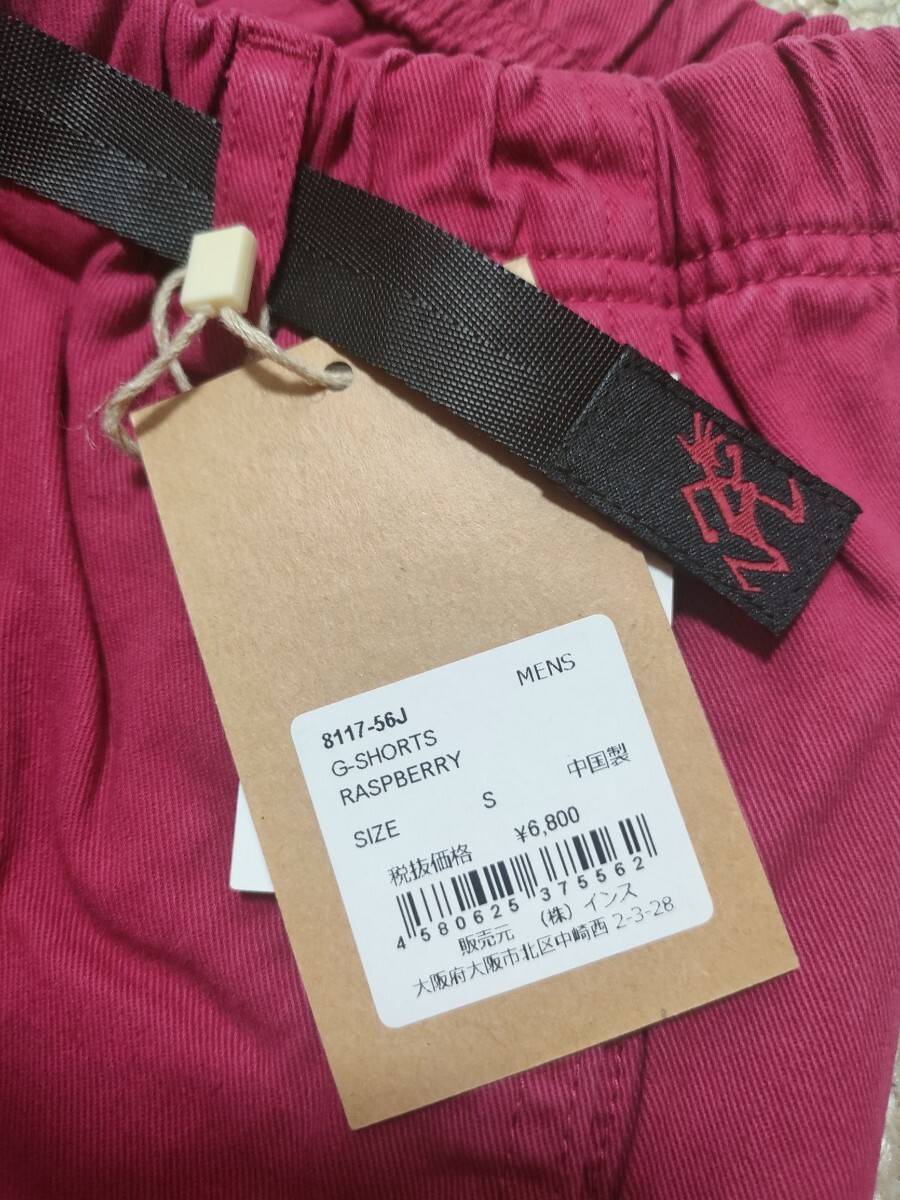 MENS
8117-56J
G-SHORTS
RASPBERRY
中国製
SIZE S
税抜価格 ¥6,800
4 580625 375562
販売元 (株) インス
大阪府大阪市北区中崎西 2-3-28